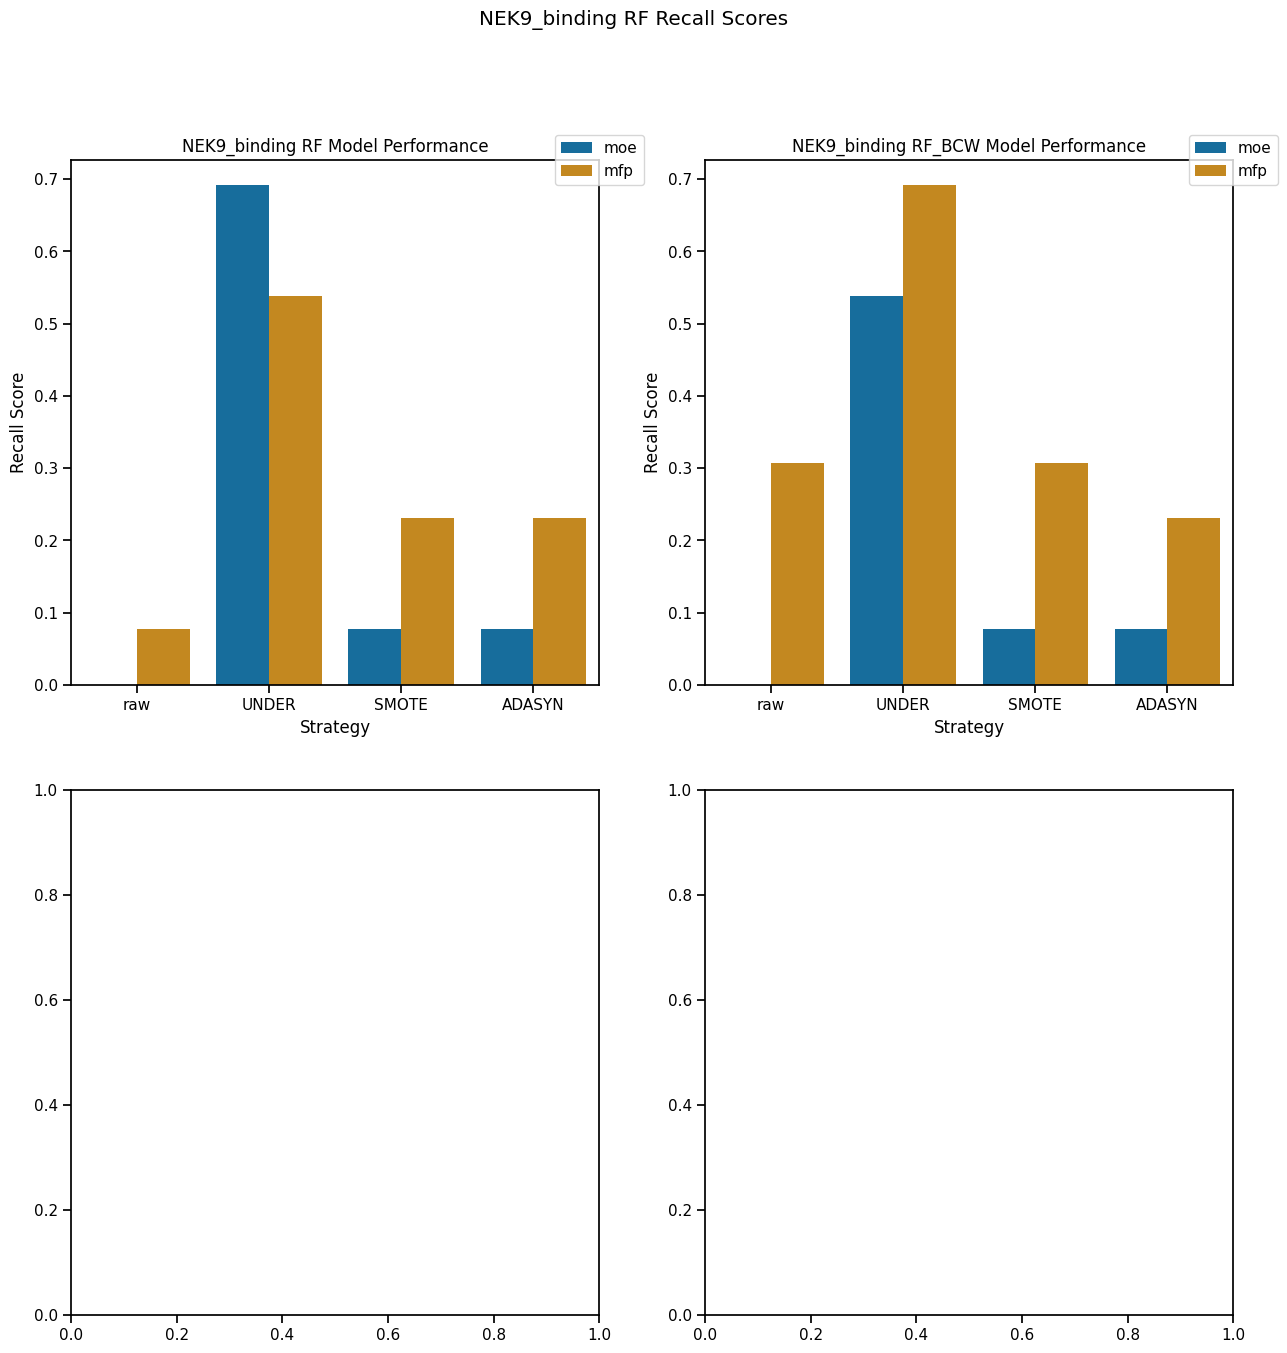 NEK9_binding RF Recall Scores
NEK9_binding RF Model Performance
moe
mfp
0.7
0.6
0.5
0.4
0.3
0.2
0.1
0.0
Recall Score
raw UNDER SMOTE ADASYN
Strategy
NEK9_binding RF_BCW Model Performance
moe
mfp
0.7
0.6
0.5
0.4
0.3
0.2
0.1
0.0
Recall Score
raw UNDER SMOTE ADASYN
Strategy
1.0
0.8
0.6
0.4
0.2
0.0
0.0 0.2 0.4 0.6 0.8 1.0
1.0
0.8
0.6
0.4
0.2
0.0
0.0 0.2 0.4 0.6 0.8 1.0